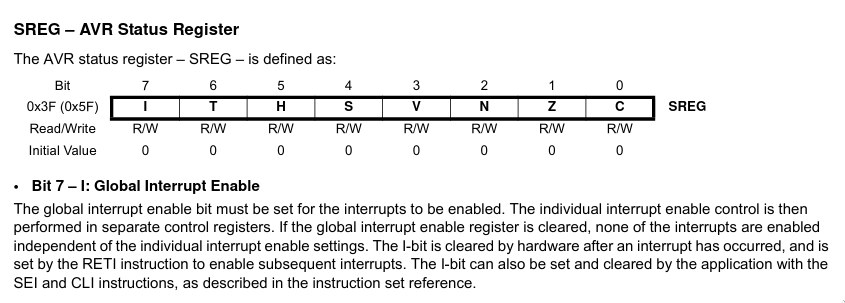 SREG – AVR Status Register
The AVR status register – SREG – is defined as:
Bit 7 6 5 4 3 2 1 0
0x3F (0x5F) I T H S V N Z C SREG
Read/Write R/W R/W R/W R/W R/W R/W R/W R/W
Initial Value 0 0 0 0 0 0 0 0
• Bit 7 – I: Global Interrupt Enable
The global interrupt enable bit must be set for the interrupts to be enabled. The individual interrupt enable control is then
performed in separate control registers. If the global interrupt enable register is cleared, none of the interrupts are enabled
independent of the individual interrupt enable settings. The I-bit is cleared by hardware after an interrupt has occurred, and is
set by the RETI instruction to enable subsequent interrupts. The I-bit can also be set and cleared by the application with the
SEI and CLI instructions, as described in the instruction set reference.